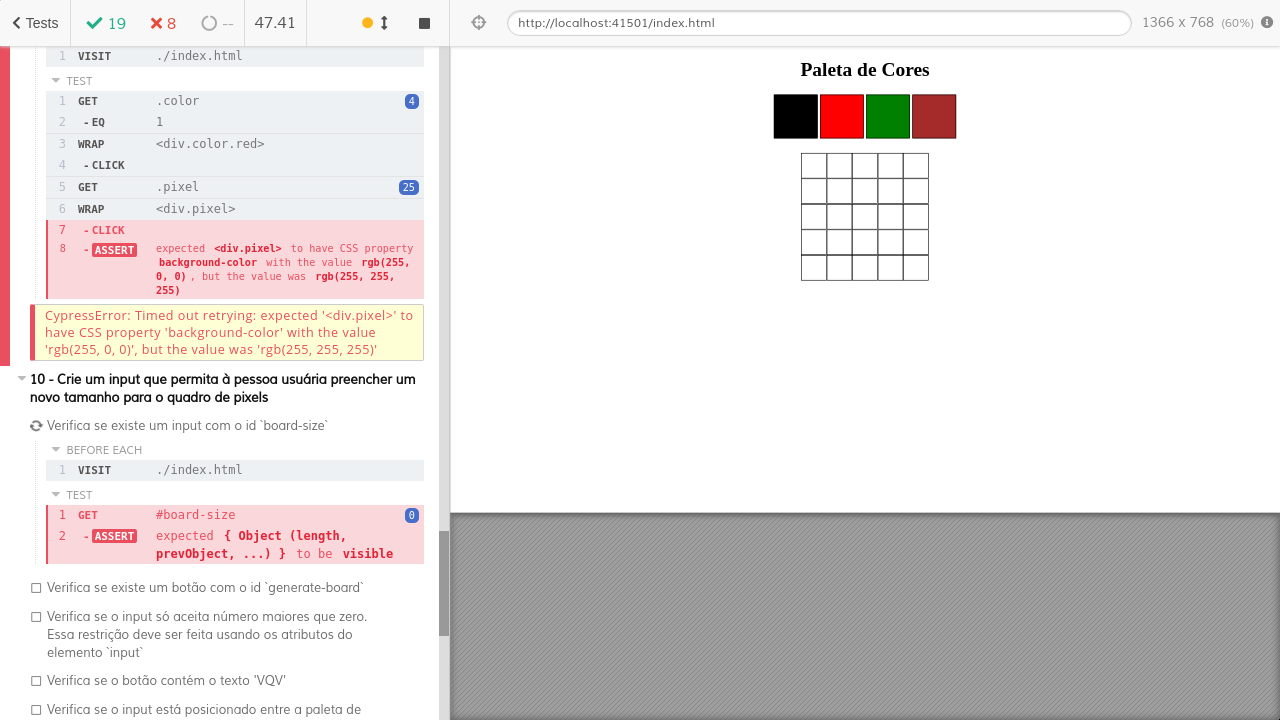 Tests 19 8 -- 47.41 http://localhost:41501/index.html 1366 x 768 (60%)
1 VISIT ./index.html
TEST
1 GET .color 4
2 - EQ 1
3 WRAP <div.color.red>
4 - CLICK
5 GET .pixel 25
6 WRAP <div.pixel>
7 - CLICK
8 - ASSERT expected <div.pixel> to have CSS property
background-color with the value rgb(255,
0, 0) , but the value was rgb(255, 255,
255)
CypressError: Timed out retrying: expected '<div.pixel>' to
have CSS property 'background-color' with the value
'rgb(255, 0, 0)', but the value was 'rgb(255, 255, 255)'
10 - Crie um input que permita à pessoa usuária preencher um
novo tamanho para o quadro de pixels
Verifica se existe um input com o id `board-size`
BEFORE EACH
1 VISIT ./index.html
TEST
1 GET #board-size 0
2 - ASSERT expected { Object (length,
prevObject, ...) } to be visible
Verifica se existe um botão com o id `generate-board`
Verifica se o input só aceita número maiores que zero.
Essa restrição deve ser feita usando os atributos do
elemento `input`
Verifica se o botão contém o texto 'VQV'
Verifica se o input está posicionado entre a paleta de
Paleta de Cores